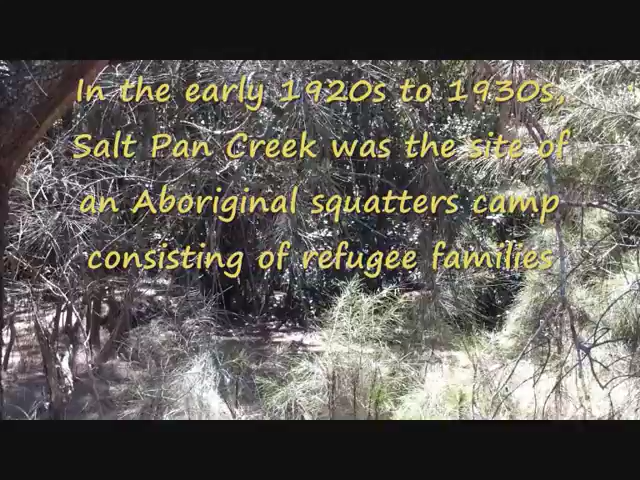 In the early 1920s to 1930s,
Salt Pan Creek was the site of
an Aboriginal squatters camp
consisting of refugee families